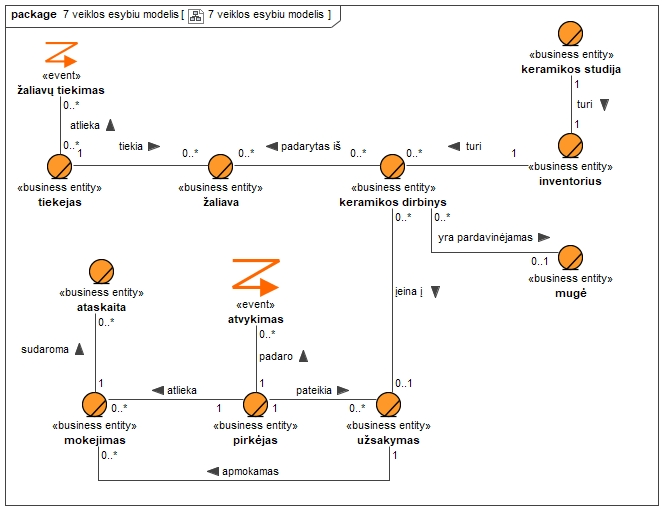 package 7 veiklos esybiu modelis [ 7 veiklos esybiu modelis ]
«event»
žaliavų tiekimas
0..*
atlieka
0..*
1
tiekia
0..*
«business entity»
tiekejas
«business entity»
žaliava
0..*
padarytas iš
0..*
«business entity»
keramikos dirbinys
0..*
turi
1
«business entity»
keramikos studija
1
turi
1
«business entity»
inventorius
0..*
0..*
yra pardavinėjamas
0..1
«business entity»
mugė
įeina į
0..1
«business entity»
ataskaita
0..*
sudaroma
1
«event»
atvykimas
0..*
padaro
1
0..*
atlieka
1
1
pateikia
0..*
«business entity»
mokejimas
«business entity»
pirkėjas
«business entity»
užsakymas
0..*
apmokamas
1